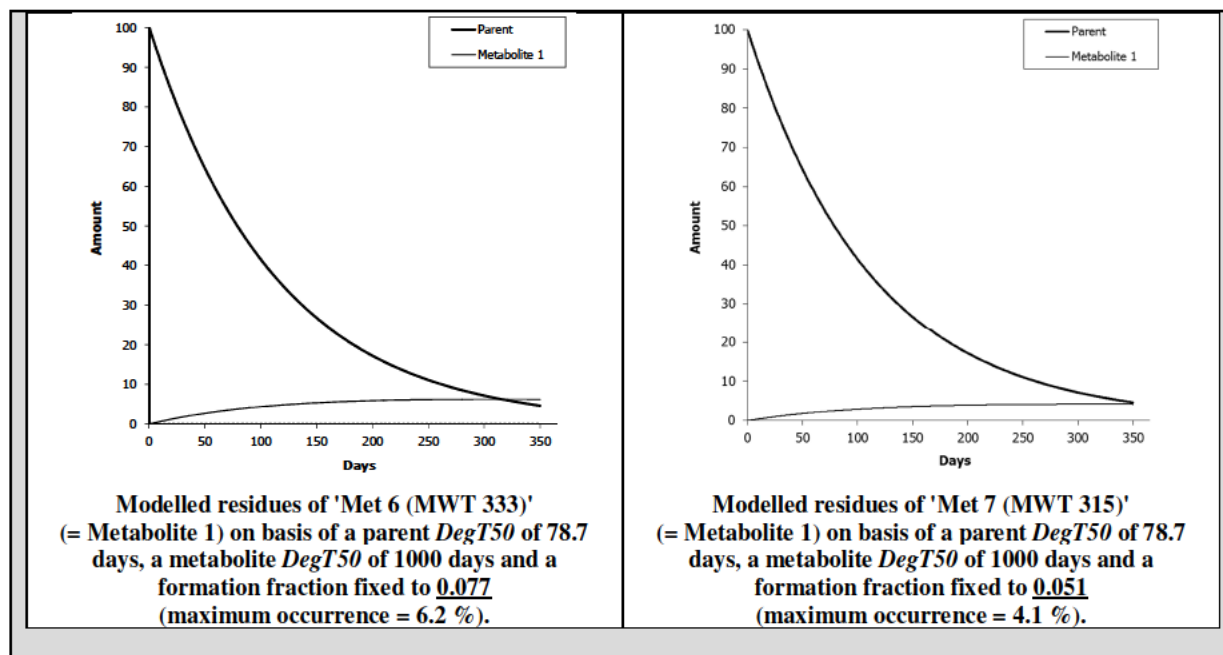 Parent
Metabolite 1
100
90
80
70
60
50
40
30
20
10
0
Amount
0 50 100 150 200 250 300 350
Days
Modelled residues of 'Met 6 (MWT 333)'
(= Metabolite 1) on basis of a parent DegT50 of 78.7
days, a metabolite DegT50 of 1000 days and a
formation fraction fixed to 0.077
(maximum occurrence = 6.2 %).
Parent
Metabolite 1
100
90
80
70
60
50
40
30
20
10
0
Amount
0 50 100 150 200 250 300 350
Days
Modelled residues of 'Met 7 (MWT 315)'
(= Metabolite 1) on basis of a parent DegT50 of 78.7
days, a metabolite DegT50 of 1000 days and a
formation fraction fixed to 0.051
(maximum occurrence = 4.1 %).